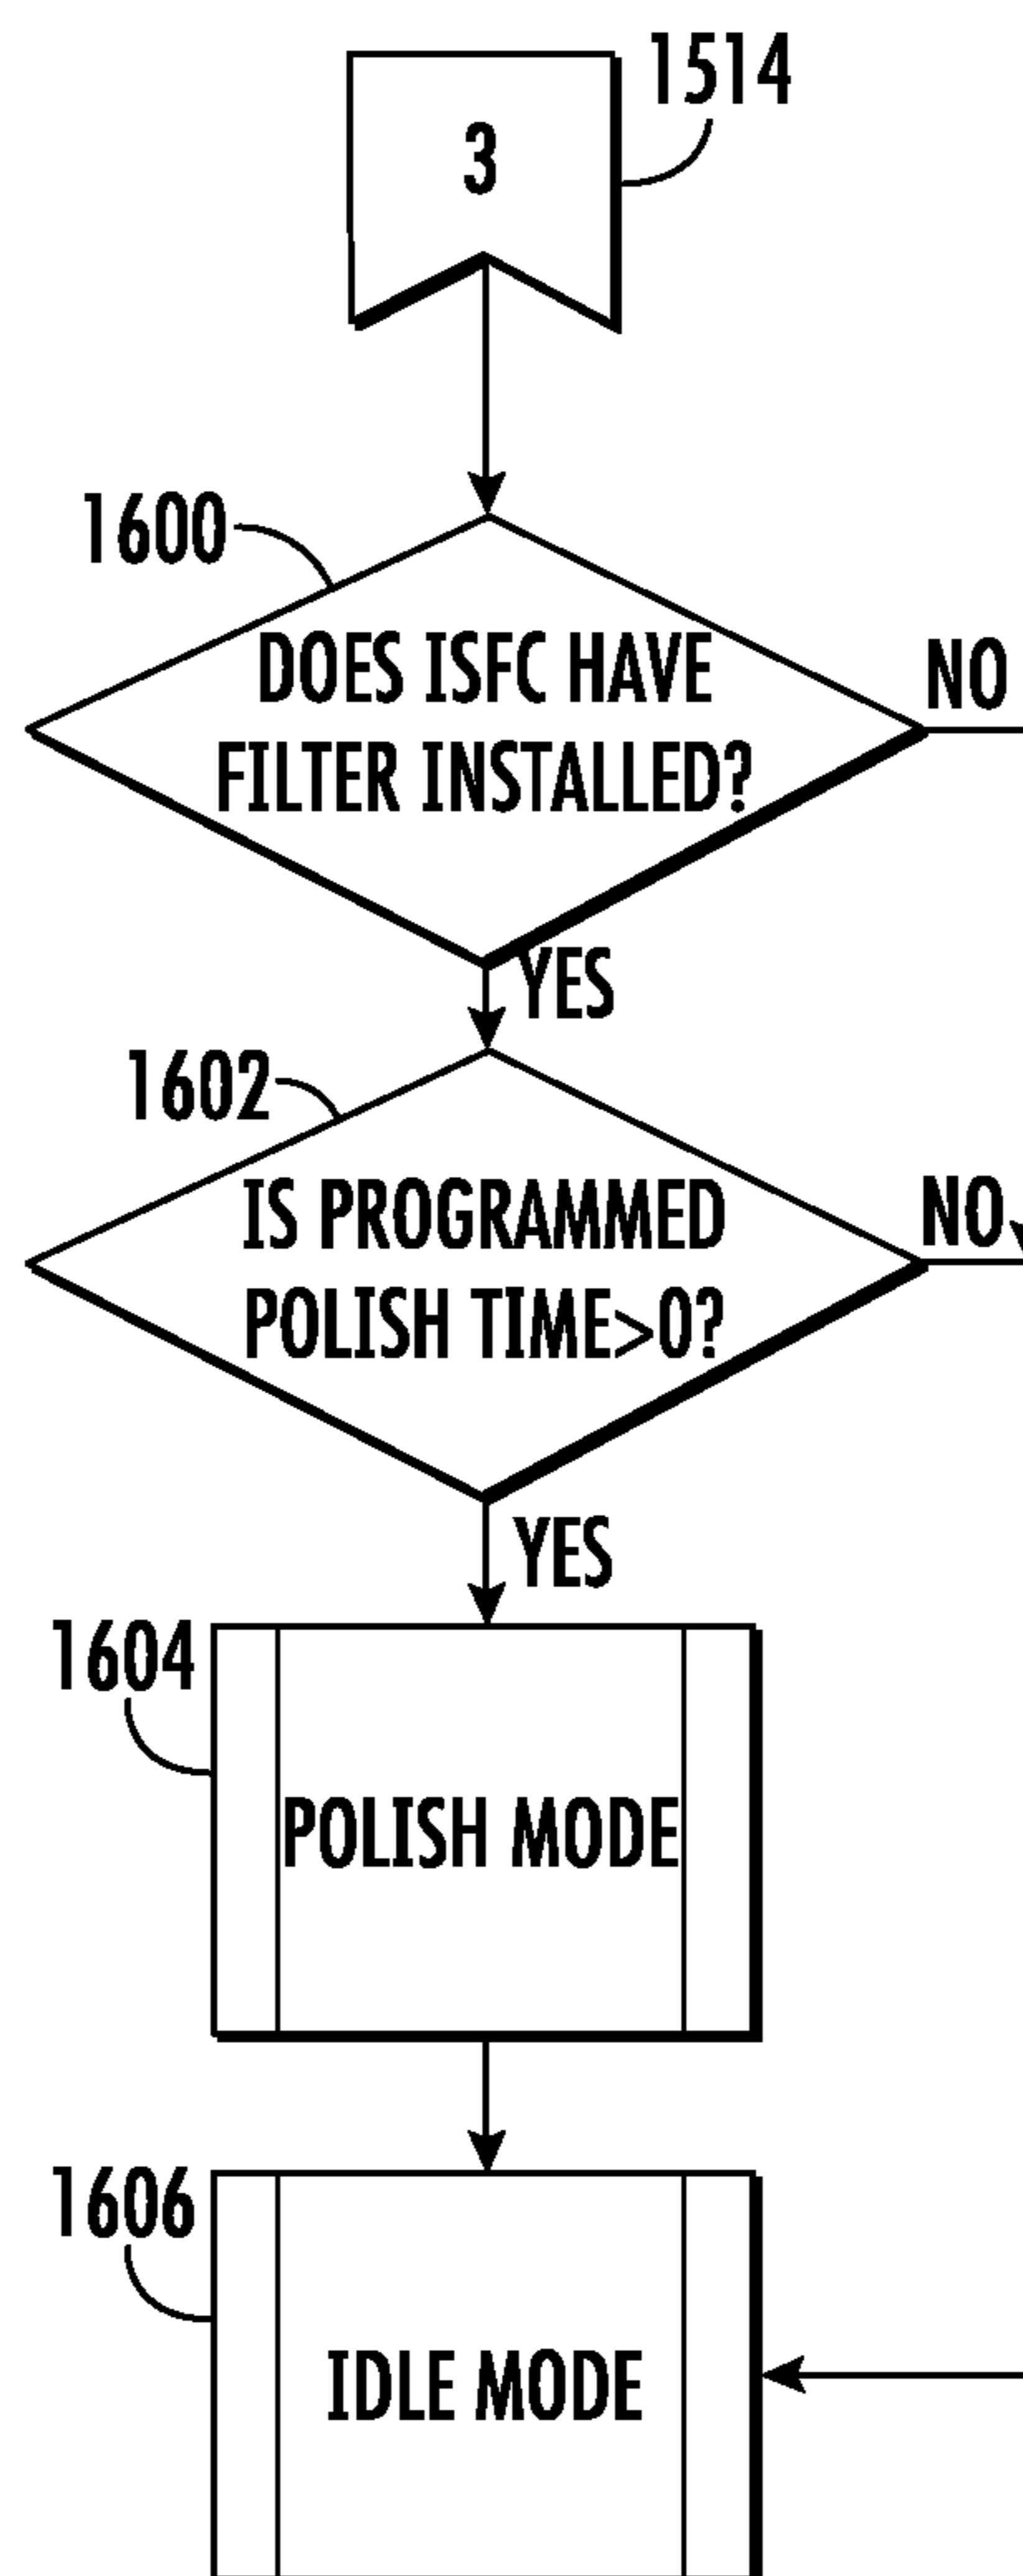 1514
3
1600
DOES ISFC HAVE
FILTER INSTALLED?
NO
YES
1602
IS PROGRAMMED
POLISH TIME>0?
NO
YES
1604
POLISH MODE
1606
IDLE MODE